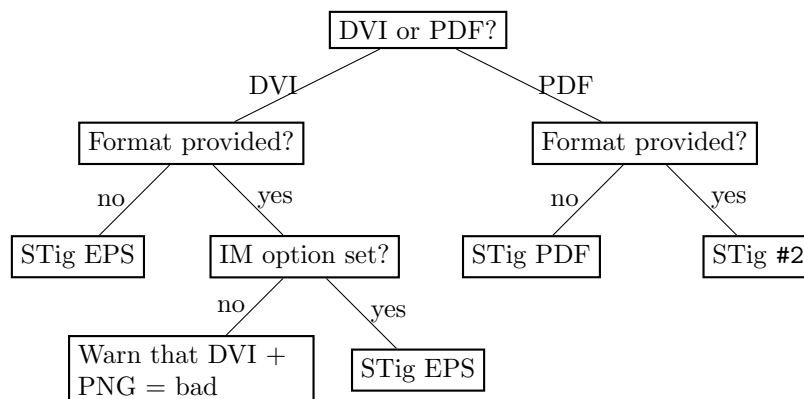 DVI or PDF?
DVI
PDF
Format provided?
Format provided?
no
yes
no
yes
STig EPS
IM option set?
STig PDF
STig #2
no
yes
Warn that DVI +
PNG = bad
STig EPS